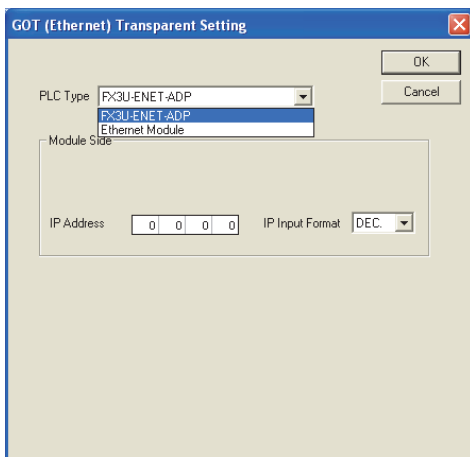 GOT (Ethernet) Transparent Setting
OK
PLC Type FX3U-ENET-ADP
Cancel
FX3U-ENET-ADP
Ethernet Module
Module Side
IP Address 0 0 0 0 IP Input Format DEC.